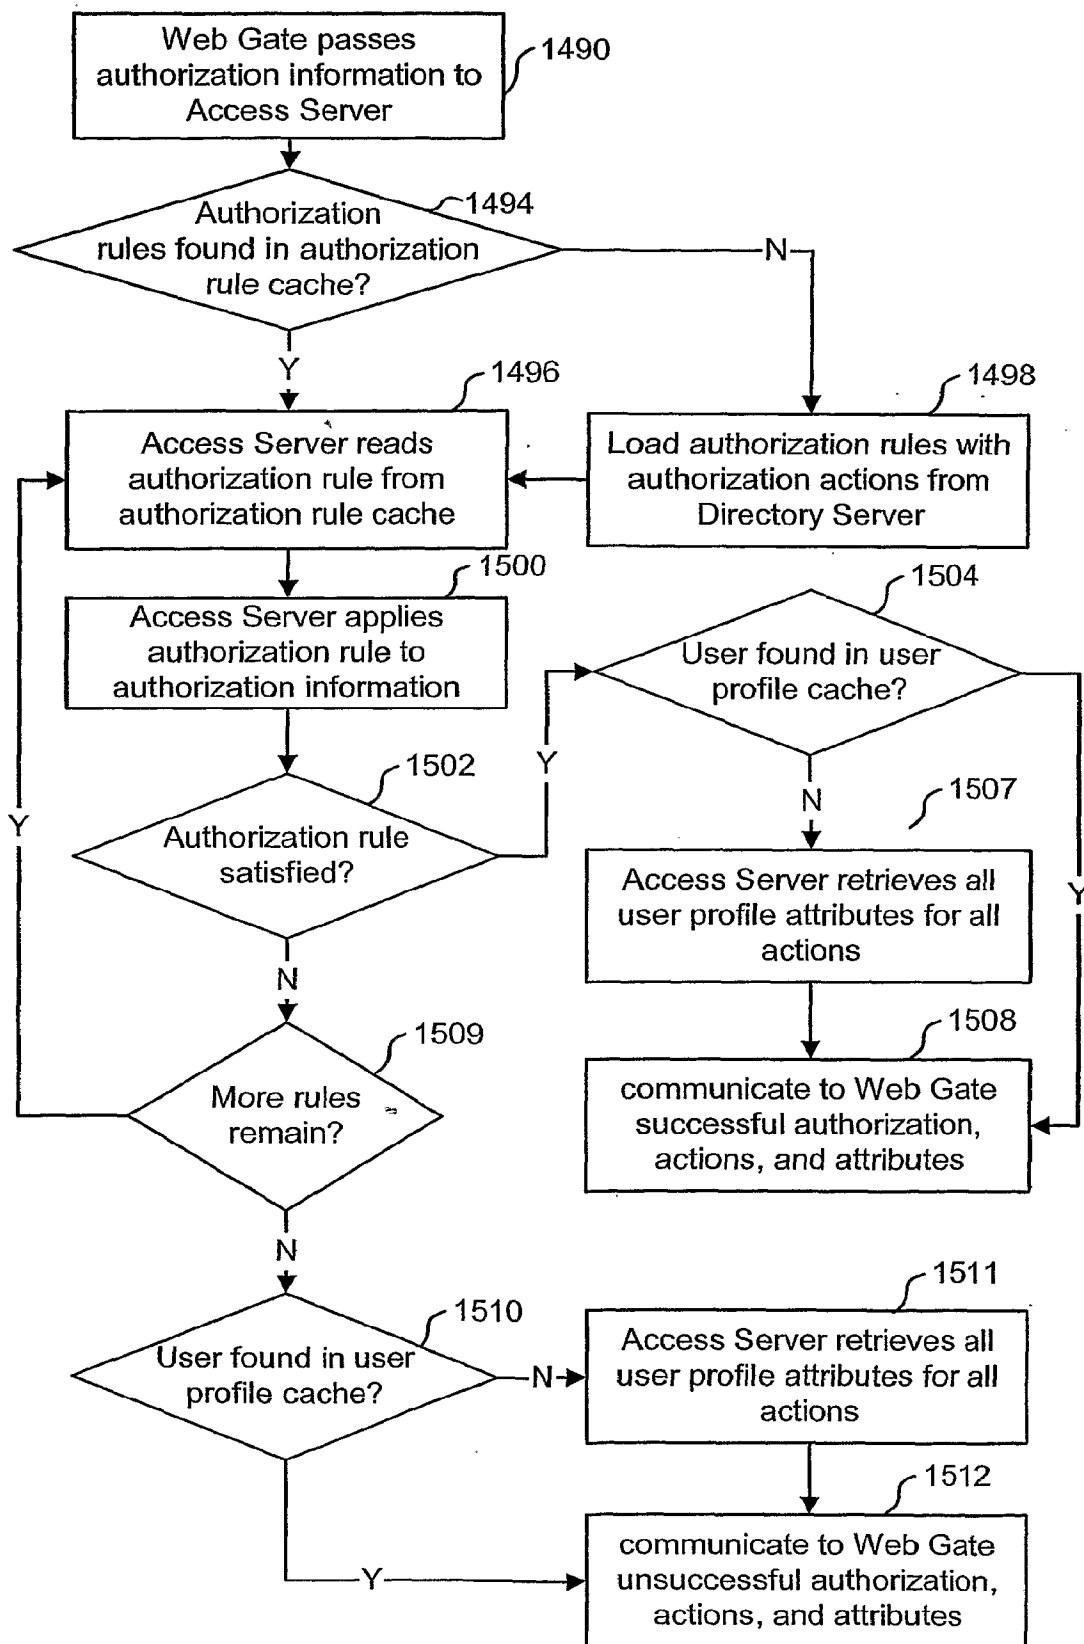 Web Gate passes
authorization information to
Access Server
1490
1494
Authorization
rules found in authorization
rule cache?
N
Y
1496
1498
Access Server reads
authorization rule from
authorization rule cache
Load authorization rules with
authorization actions from
Directory Server
1500
1504
Access Server applies
authorization rule to
authorization information
User found in user
profile cache?
1502
Y
N
1507
Y
Authorization rule
satisfied?
Access Server retrieves all
user profile attributes for all
actions
Y
N
1509
1508
More rules
remain?
communicate to Web Gate
successful authorization,
actions, and attributes
N
1510
1511
User found in user
profile cache?
N
Access Server retrieves all
user profile attributes for all
actions
1512
Y
communicate to Web Gate
unsuccessful authorization,
actions, and attributes